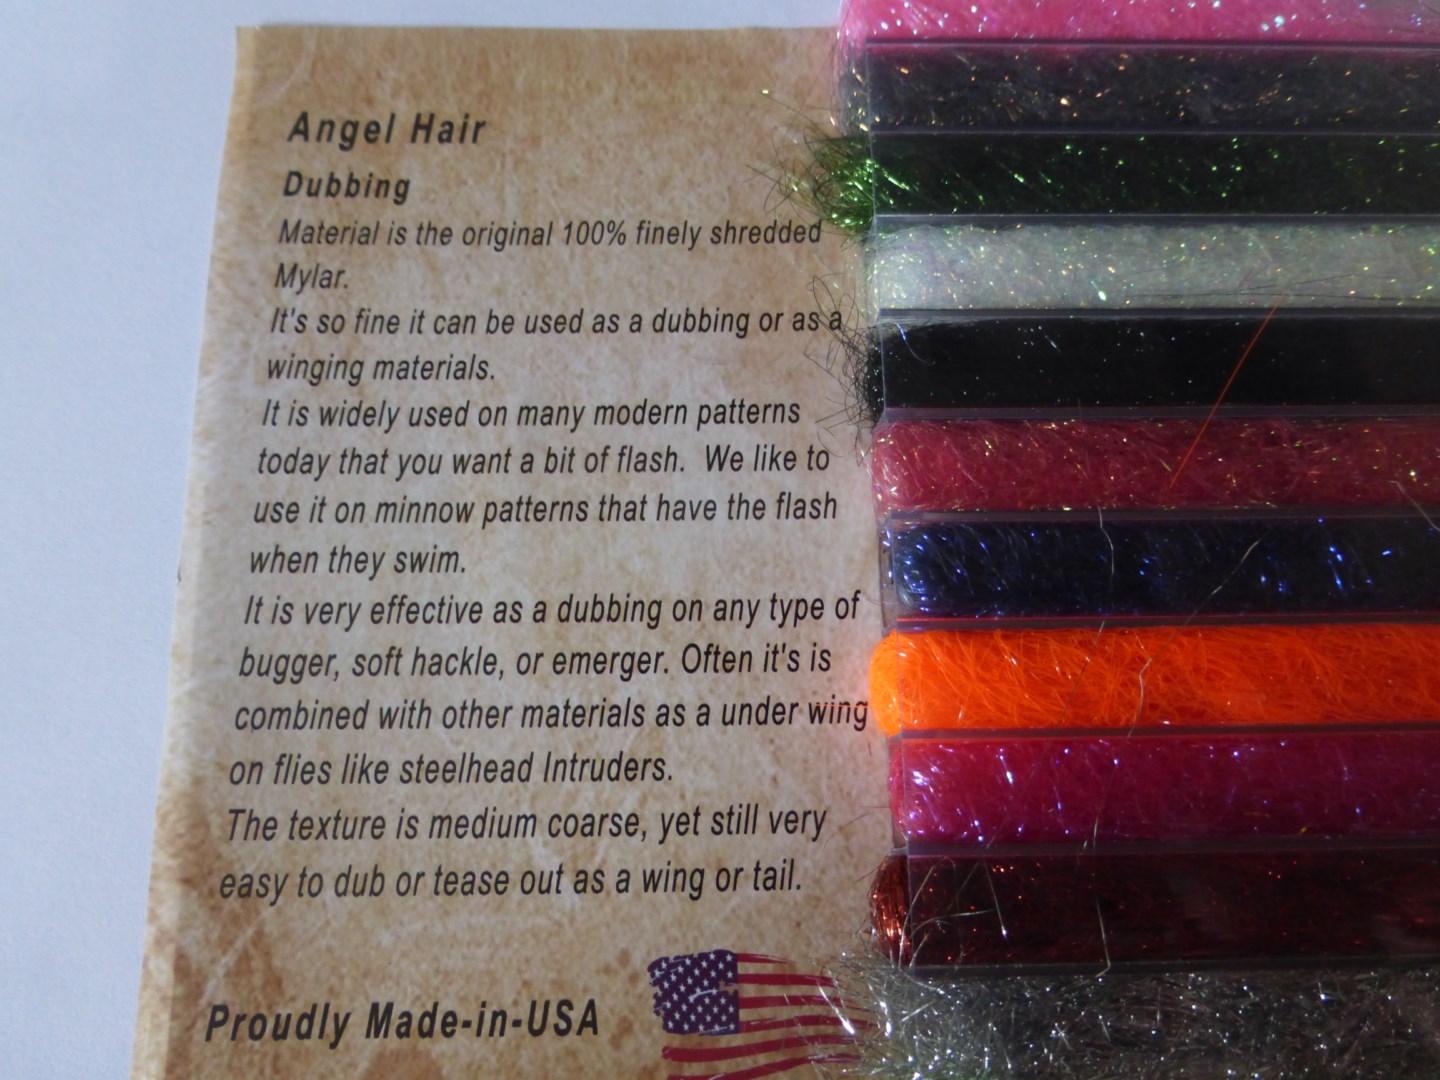 Angel Hair
Dubbing
Material is the original 100% finely shredded
Mylar.
It's so fine it can be used as a dubbing or as a
winging materials.
It is widely used on many modern patterns
today that you want a bit of flash.  We like to
use it on minnow patterns that have the flash
when they swim.
It is very effective as a dubbing on any type of
bugger, soft hackle, or emerger. Often it's is
combined with other materials as a under wing
on flies like steelhead Intruders.
The texture is medium coarse, yet still very
easy to dub or tease out as a wing or tail.
Proudly Made-in-USA